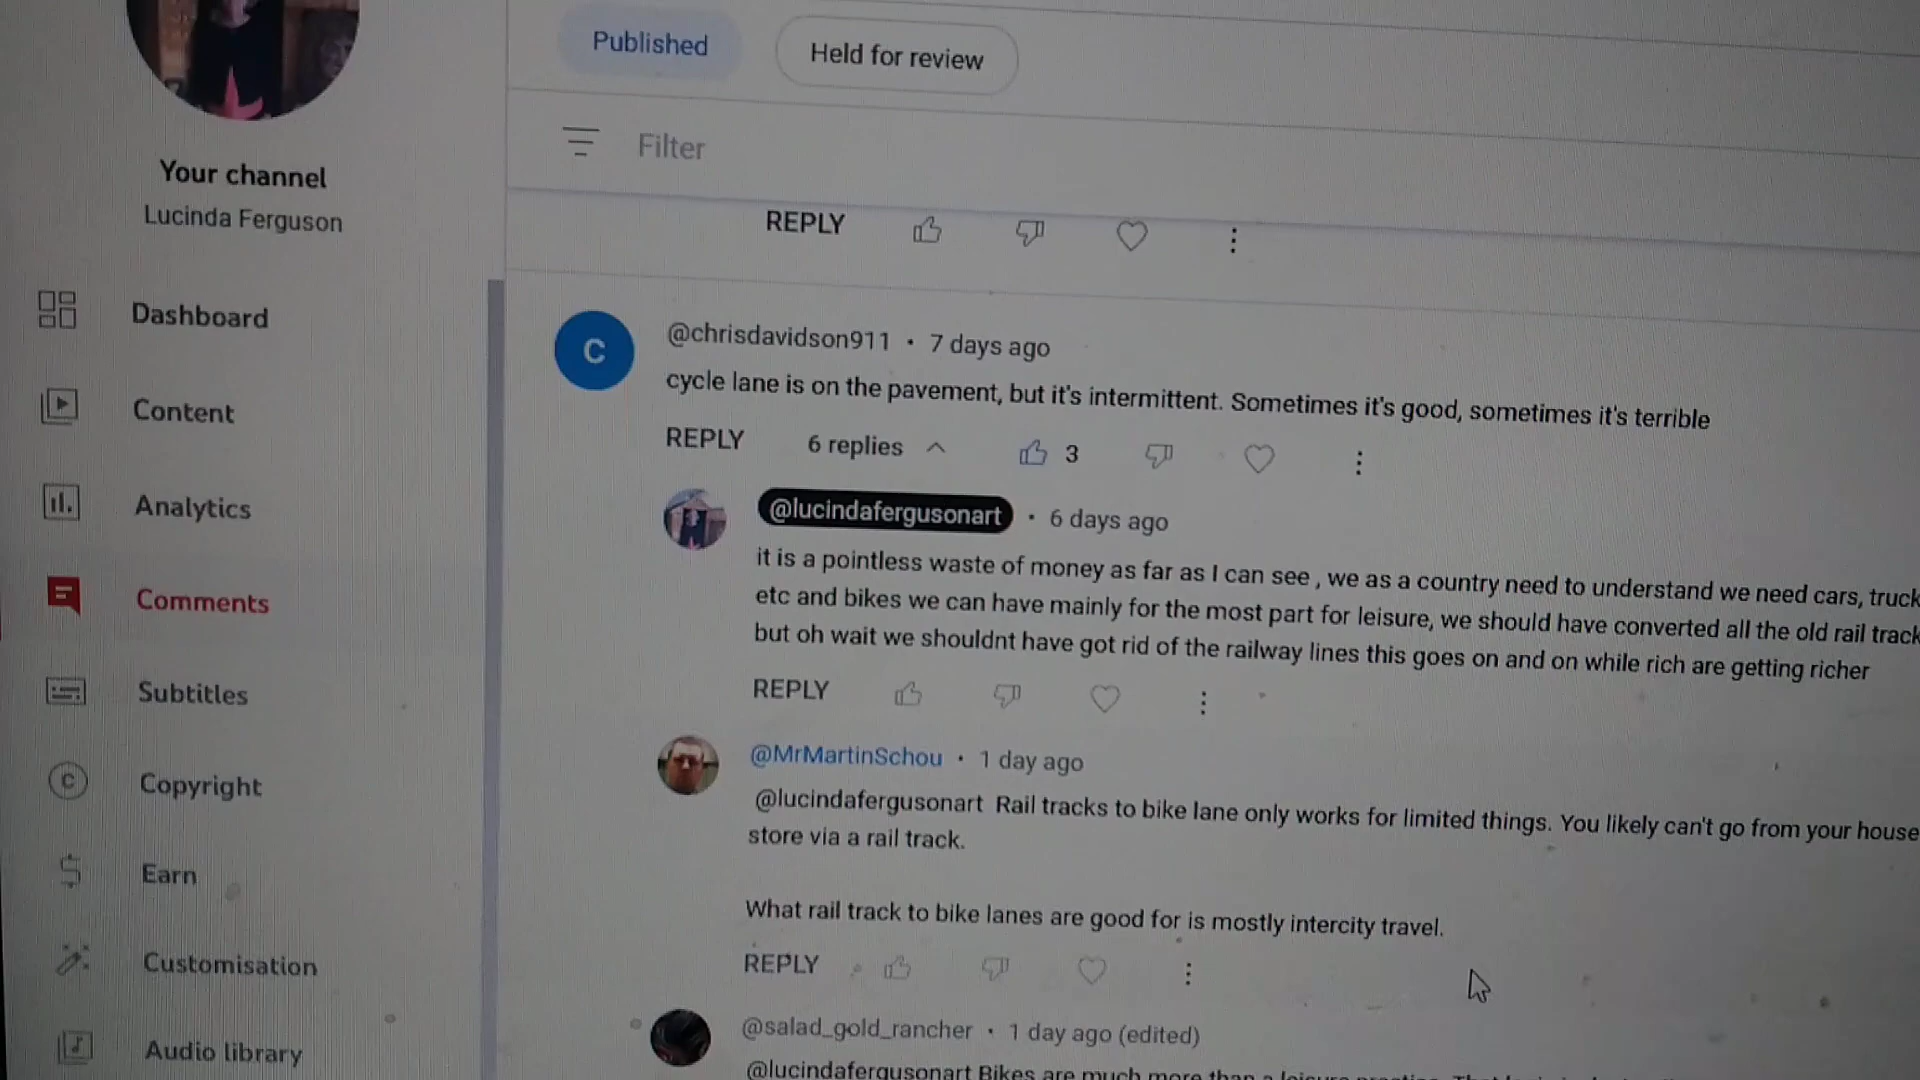 Published
Held for review
Filter
Your channel
Lucinda Ferguson
Dashboard
Content
Analytics
Comments
Subtitles
Copyright
Earn
Customisation
Audio library
REPLY
C
@chrisdavidson911 · 7 days ago
cycle lane is on the pavement, but it's intermittent. Sometimes it's good, sometimes it's terrible
REPLY 6 replies 3
@lucindafergusonart · 6 days ago
it is a pointless waste of money as far as I can see , we as a country need to understand we need cars, truck
etc and bikes we can have mainly for the most part for leisure, we should have converted all the old rail track
but oh wait we shouldnt have got rid of the railway lines this goes on and on while rich are getting richer
REPLY
@MrMartinSchou · 1 day ago
@lucindafergusonart Rail tracks to bike lane only works for limited things. You likely can't go from your house
store via a rail track.
What rail track to bike lanes are good for is mostly intercity travel.
REPLY
@salad_gold_rancher · 1 day ago (edited)
@lucindafergusonart Bikes are much more than a leisure